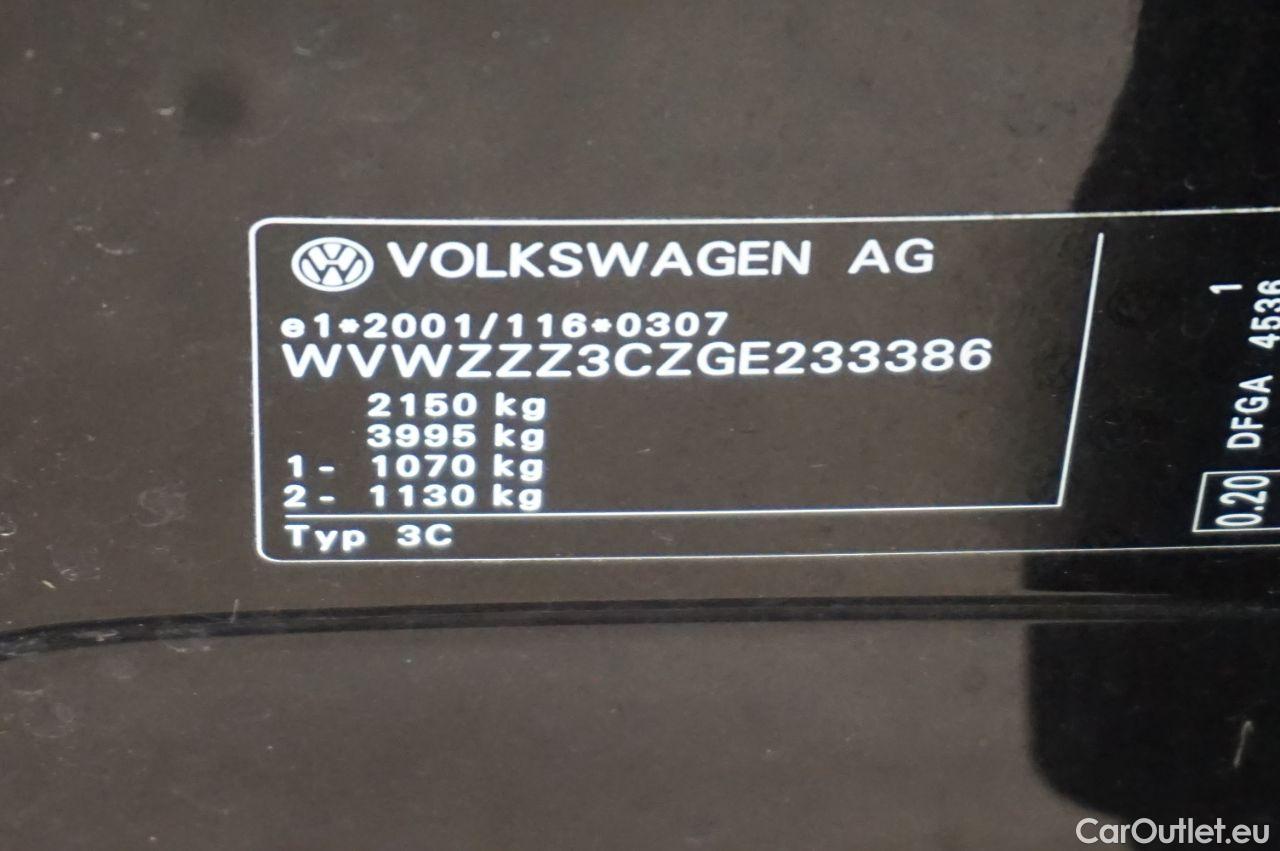 VOLKSWAGEN AG
e1*2001/116*0307
WVWZZZ3CZGE233386
2150 kg
3995 kg
1- 1070 kg
2- 1130 kg
Typ 3C
1
DFGA 4536
0.20
CarOutlet.eu